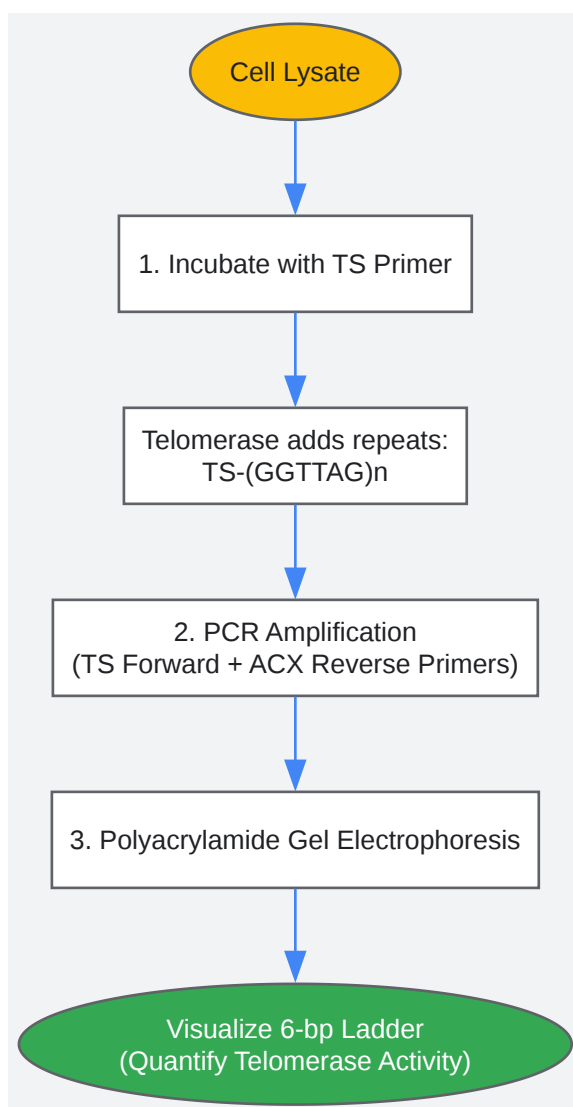 Cell Lysate
1. Incubate with TS Primer
Telomerase adds repeats:
TS-(GGTTAG)n
2. PCR Amplification
(TS Forward + ACX Reverse Primers)
3. Polyacrylamide Gel Electrophoresis
Visualize 6-bp Ladder
(Quantify Telomerase Activity)